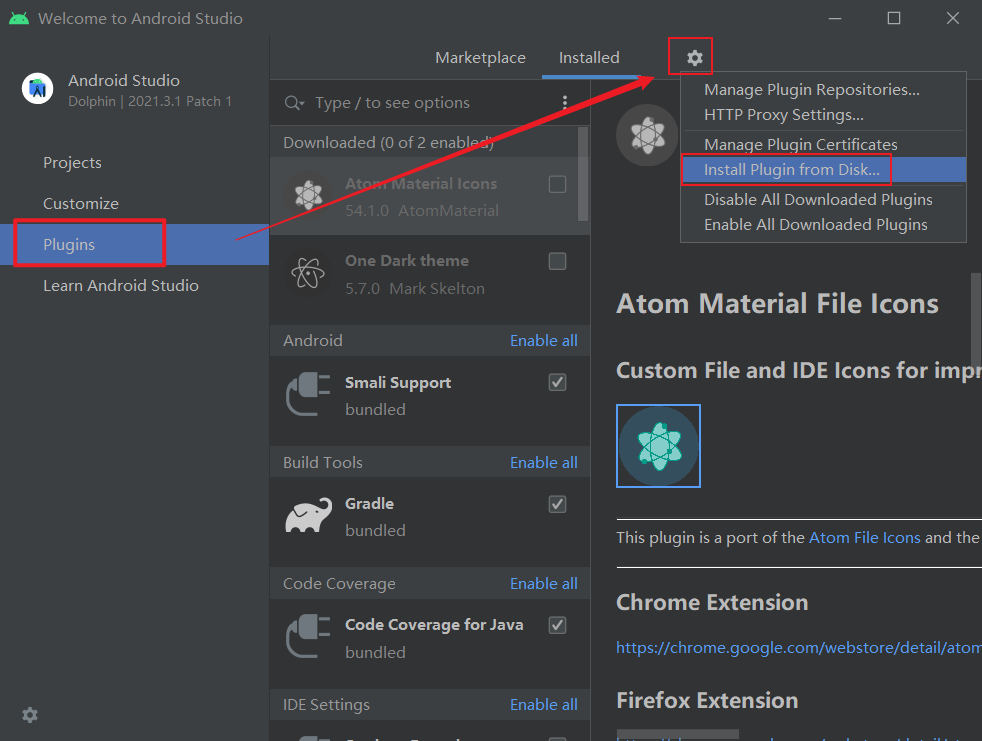 Welcome to Android Studio
Android Studio
Dolphin | 2021.3.1 Patch 1
Projects
Customize
Plugins
Learn Android Studio
Marketplace Installed
Type / to see options
Downloaded (0 of 2 enabled)
Atom Material Icons
54.1.0 AtomMaterial
One Dark theme
5.7.0 Mark Skelton
Android Enable all
Smali Support
bundled
Build Tools Enable all
Gradle
bundled
Code Coverage Enable all
Code Coverage for Java
bundled
IDE Settings Enable all
Manage Plugin Repositories...
HTTP Proxy Settings...
Manage Plugin Certificates
Install Plugin from Disk...
Disable All Downloaded Plugins
Enable All Downloaded Plugins
Atom Material File Icons
Custom File and IDE Icons for impr
This plugin is a part of the Atom File Icons and the
Chrome Extension
https://chrome.google.com/webstore/detail/atom
Firefox Extension